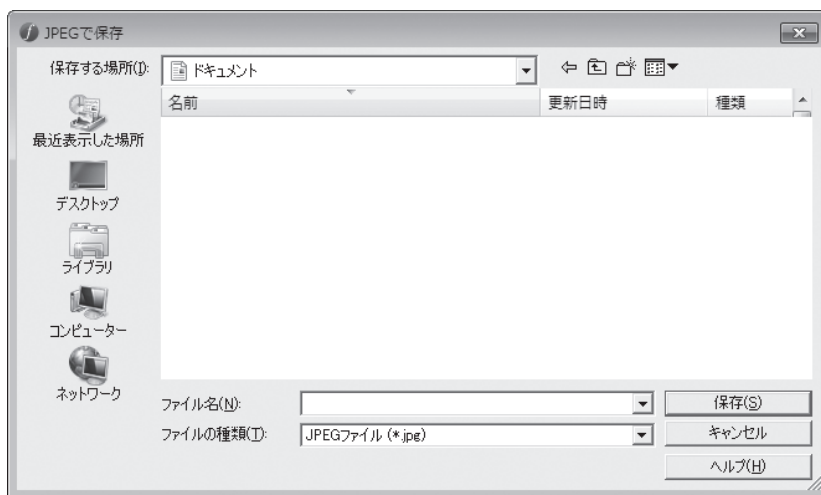 JPEGで保存
保存する場所(I):
ドキュメント
名前
更新日時
種類
最近表示した場所
デスクトップ
ライブラリ
コンピューター
ネットワーク
ファイル名(N):
保存(S)
ファイルの種類(T):
JPEGファイル (*.jpg)
キャンセル
ヘルプ(H)